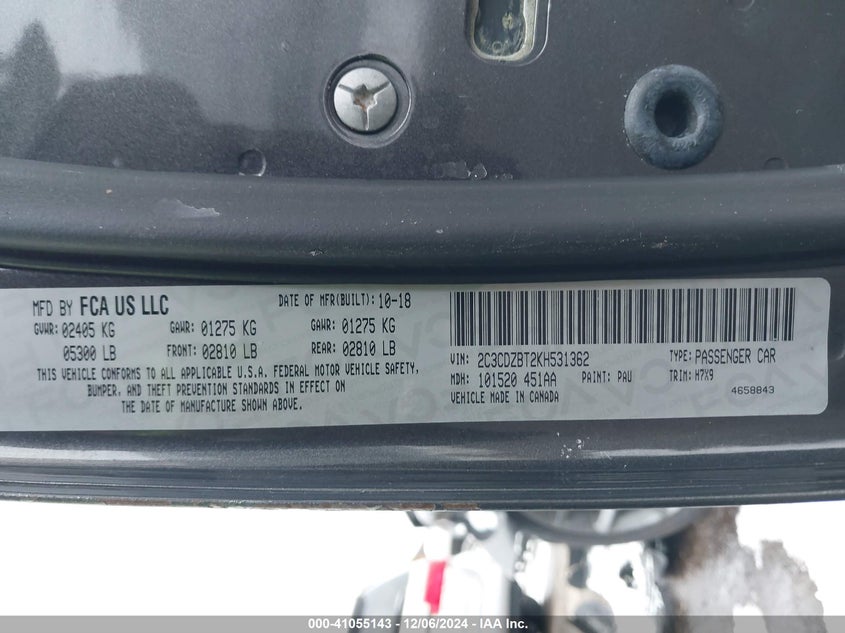 MFD BY FCA US LLC
DATE OF MFR(BUILT): 10-18
GVWR: 02405 KG GAWR: 01275 KG GAWR: 01275 KG
05300 LB FRONT: 02810 LB REAR: 02810 LB
THIS VEHICLE CONFORMS TO ALL APPLICABLE U.S.A. FEDERAL MOTOR VEHICLE SAFETY,
BUMPER, AND THEFT PREVENTION STANDARDS IN EFFECT ON
THE DATE OF MANUFACTURE SHOWN ABOVE.
VIN: 2C3CDZBT2KH531362 TYPE: PASSENGER CAR
MDH: 101520 451AA PAINT: PAU TRIM: H7X9
VEHICLE MADE IN CANADA 4658843
000-41055143 - 12/06/2024 - IAAI.COM